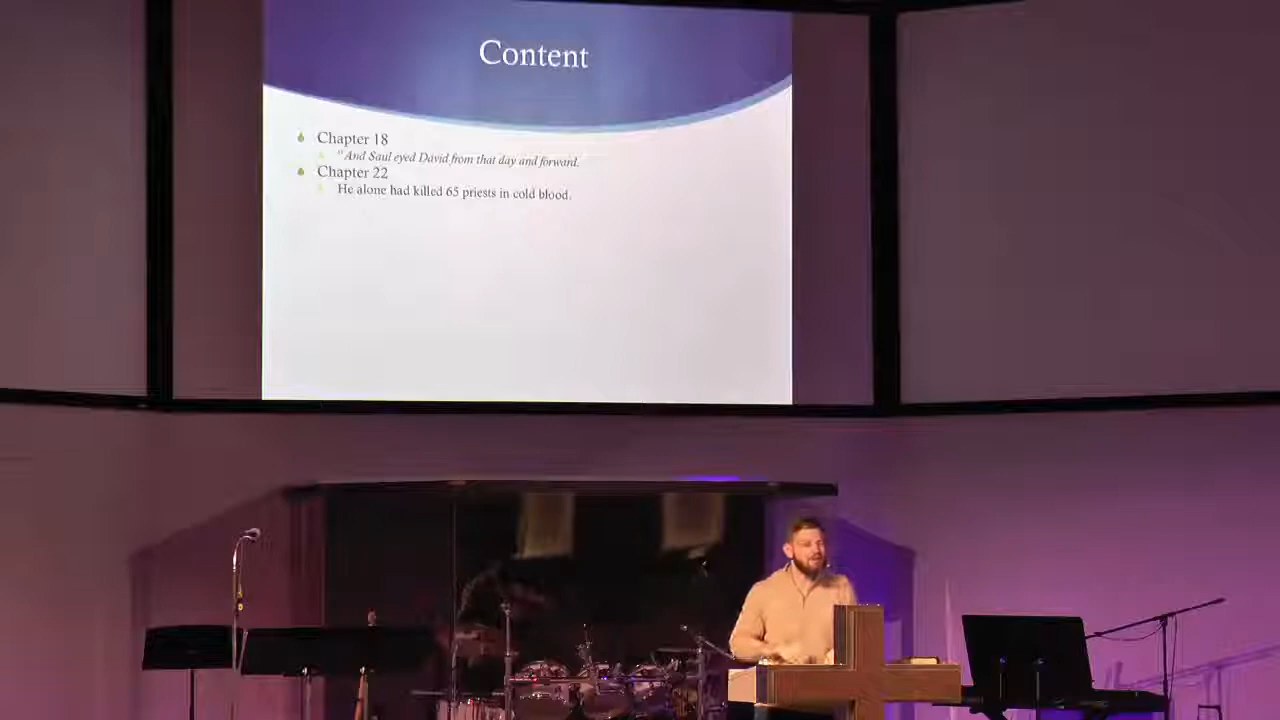 Content
Chapter 18
"And Saul eyed David from that day and forward.
Chapter 22
He alone had killed 65 priests in cold blood.